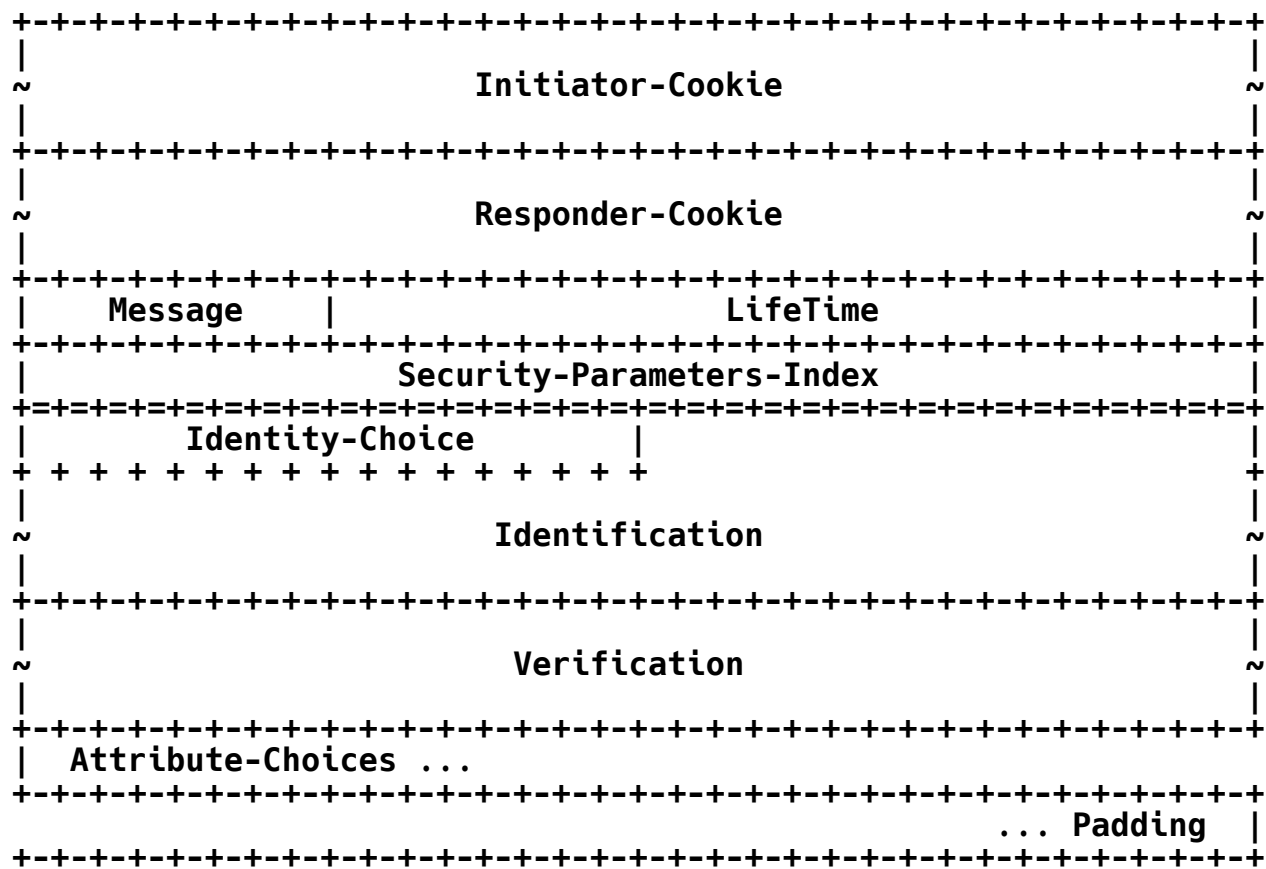 +-+-+-+-+-+-+-+-+-+-+-+-+-+-+-+-+-+-+-+-+-+-+-+-+-+-+-+-+-+-+-+-+
|                                                               |
~                       Initiator-Cookie                        ~
|                                                               |
+-+-+-+-+-+-+-+-+-+-+-+-+-+-+-+-+-+-+-+-+-+-+-+-+-+-+-+-+-+-+-+-+
|                                                               |
~                       Responder-Cookie                        ~
|                                                               |
+-+-+-+-+-+-+-+-+-+-+-+-+-+-+-+-+-+-+-+-+-+-+-+-+-+-+-+-+-+-+-+-+
|    Message    |                    LifeTime                   |
+-+-+-+-+-+-+-+-+-+-+-+-+-+-+-+-+-+-+-+-+-+-+-+-+-+-+-+-+-+-+-+-+
|                   Security-Parameters-Index                   |
+=+=+=+=+=+=+=+=+=+=+=+=+=+=+=+=+=+=+=+=+=+=+=+=+=+=+=+=+=+=+=+=+
|        Identity-Choice        |                               |
+ + + + + + + + + + + + + + + + +                               +
|                                                               |
~                        Identification                         ~
|                                                               |
+-+-+-+-+-+-+-+-+-+-+-+-+-+-+-+-+-+-+-+-+-+-+-+-+-+-+-+-+-+-+-+-+
|                                                               |
~                         Verification                          ~
|                                                               |
+-+-+-+-+-+-+-+-+-+-+-+-+-+-+-+-+-+-+-+-+-+-+-+-+-+-+-+-+-+-+-+-+
|  Attribute-Choices ...
+-+-+-+-+-+-+-+-+-+-+-+-+-+-+-+-+-+-+-+-+-+-+-+-+-+-+-+-+-+-+-+-+
                                                   ... Padding  |
+-+-+-+-+-+-+-+-+-+-+-+-+-+-+-+-+-+-+-+-+-+-+-+-+-+-+-+-+-+-+-+-+